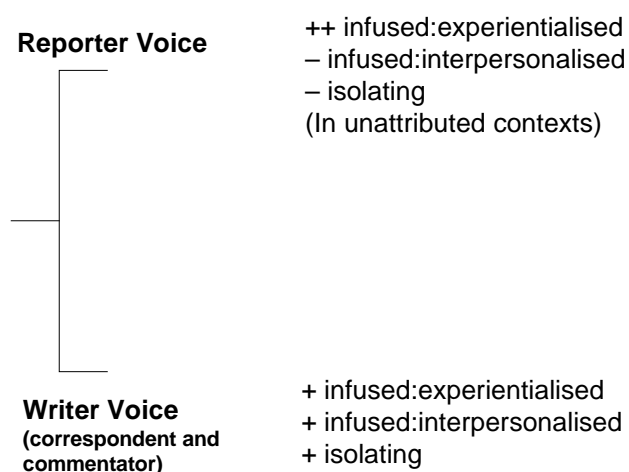 Reporter Voice
++ infused:experientialised
– infused:interpersonalised
– isolating
(In unattributed contexts)
Writer Voice
(correspondent and
commentator)
+ infused:experientialised
+ infused:interpersonalised
+ isolating